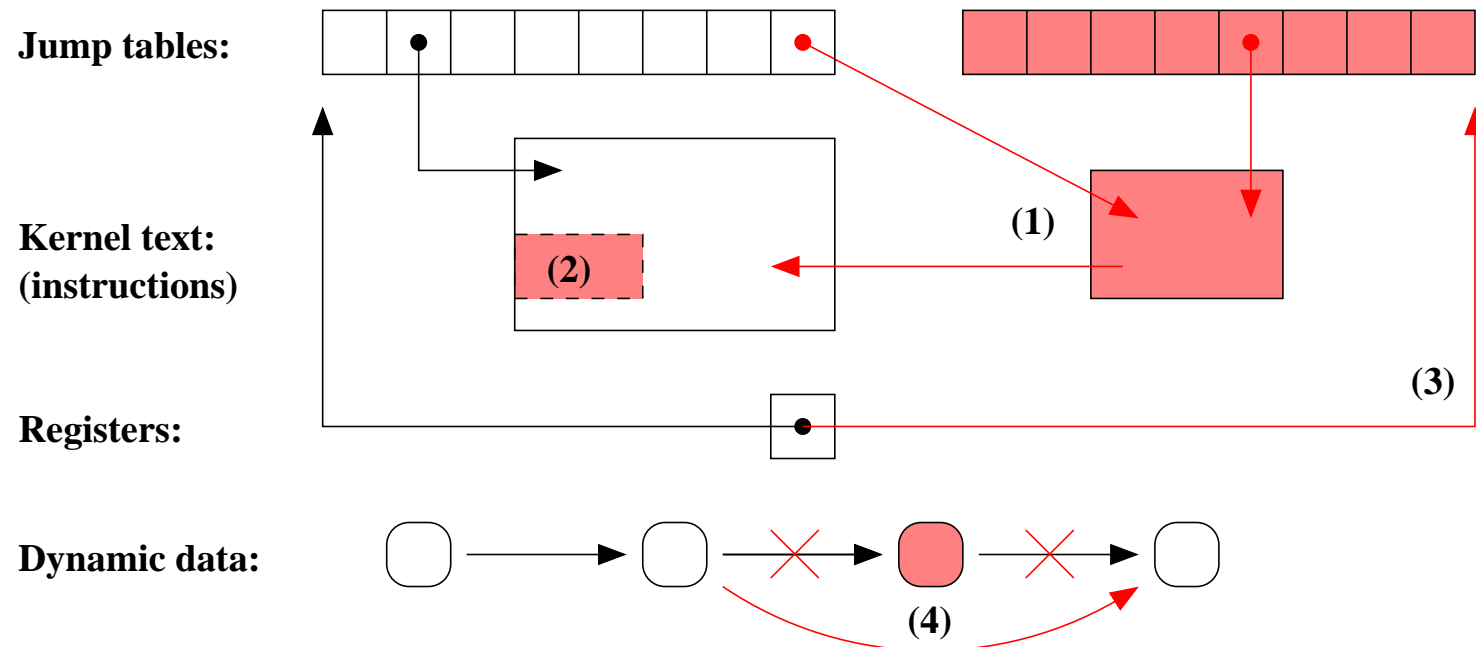 Jump tables:
(1)
Kernel text:
(instructions)
(2)
(3)
Registers:
Dynamic data:
(4)